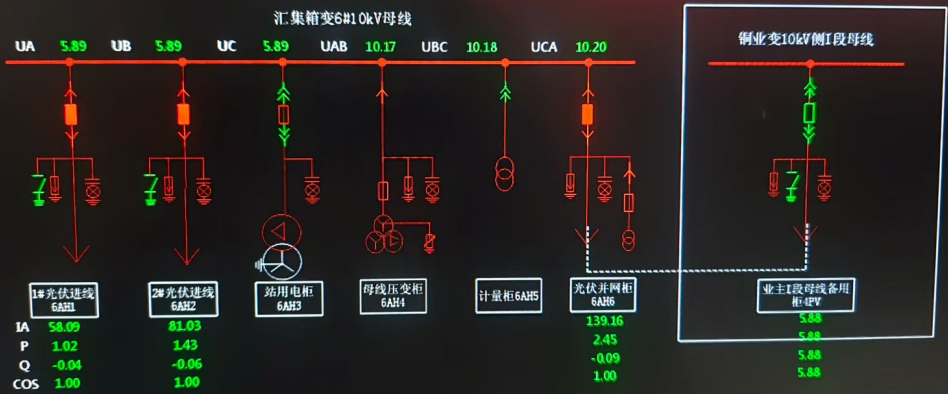 汇集箱变6#10kV母线
UA 5.89 UB 5.89 UC 5.89 UAB 10.17 UBC 10.18 UCA 10.20
铜业变10kV侧I段母线
1#光伏进线
6AH1
2#光伏进线
6AH2
站用电柜
6AH3
母线压变柜
6AH4
计量柜6AH5
光伏并网柜
6AH6
业主I段母线备用
柜4PV
IA 58.09 81.03 139.16 5.88
P 1.02 1.43 2.45 5.88
Q -0.04 -0.06 -0.09 5.88
COS 1.00 1.00 1.00 5.88